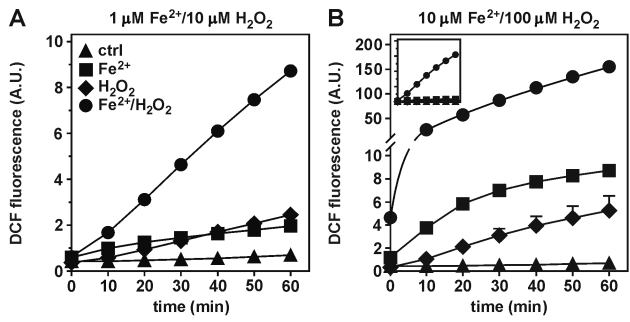 A
1 μM Fe²⁺/10 μM H₂O₂
DCF fluorescence (A.U.)
10
8
6
4
2
0
ctrl
Fe²⁺
H₂O₂
Fe²⁺/H₂O₂
0 10 20 30 40 50 60
time (min)
B
10 μM Fe²⁺/100 μM H₂O₂
DCF fluorescence (A.U.)
200
150
100
50
10
8
6
4
2
0
0 10 20 30 40 50 60
time (min)